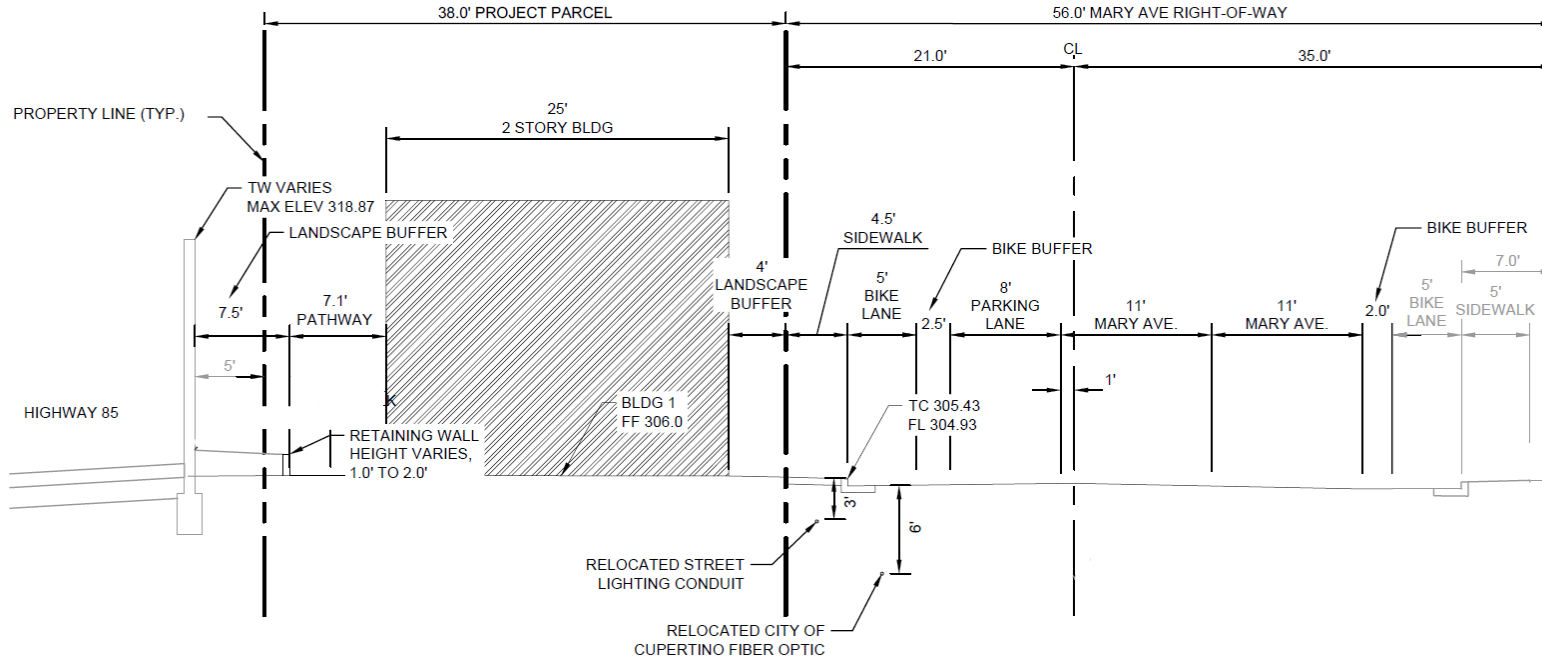 38.0' PROJECT PARCEL
56.0' MARY AVE RIGHT-OF-WAY
21.0'
CL
35.0'
PROPERTY LINE (TYP.)
25'
2 STORY BLDG
TW VARIES
MAX ELEV 318.87
LANDSCAPE BUFFER
7.5'
7.1'
PATHWAY
5'
4'
LANDSCAPE
BUFFER
4.5'
SIDEWALK
5'
BIKE
LANE
BIKE BUFFER
2.5'
8'
PARKING
LANE
11'
MARY AVE.
11'
MARY AVE.
BIKE BUFFER
2.0'
7.0'
5'
BIKE
LANE
5'
SIDEWALK
1'
HIGHWAY 85
K
RETAINING WALL
HEIGHT VARIES,
1.0' TO 2.0'
BLDG 1
FF 306.0
TC 305.43
FL 304.93
3'
6'
RELOCATED STREET
LIGHTING CONDUIT
RELOCATED CITY OF
CUPERTINO FIBER OPTIC